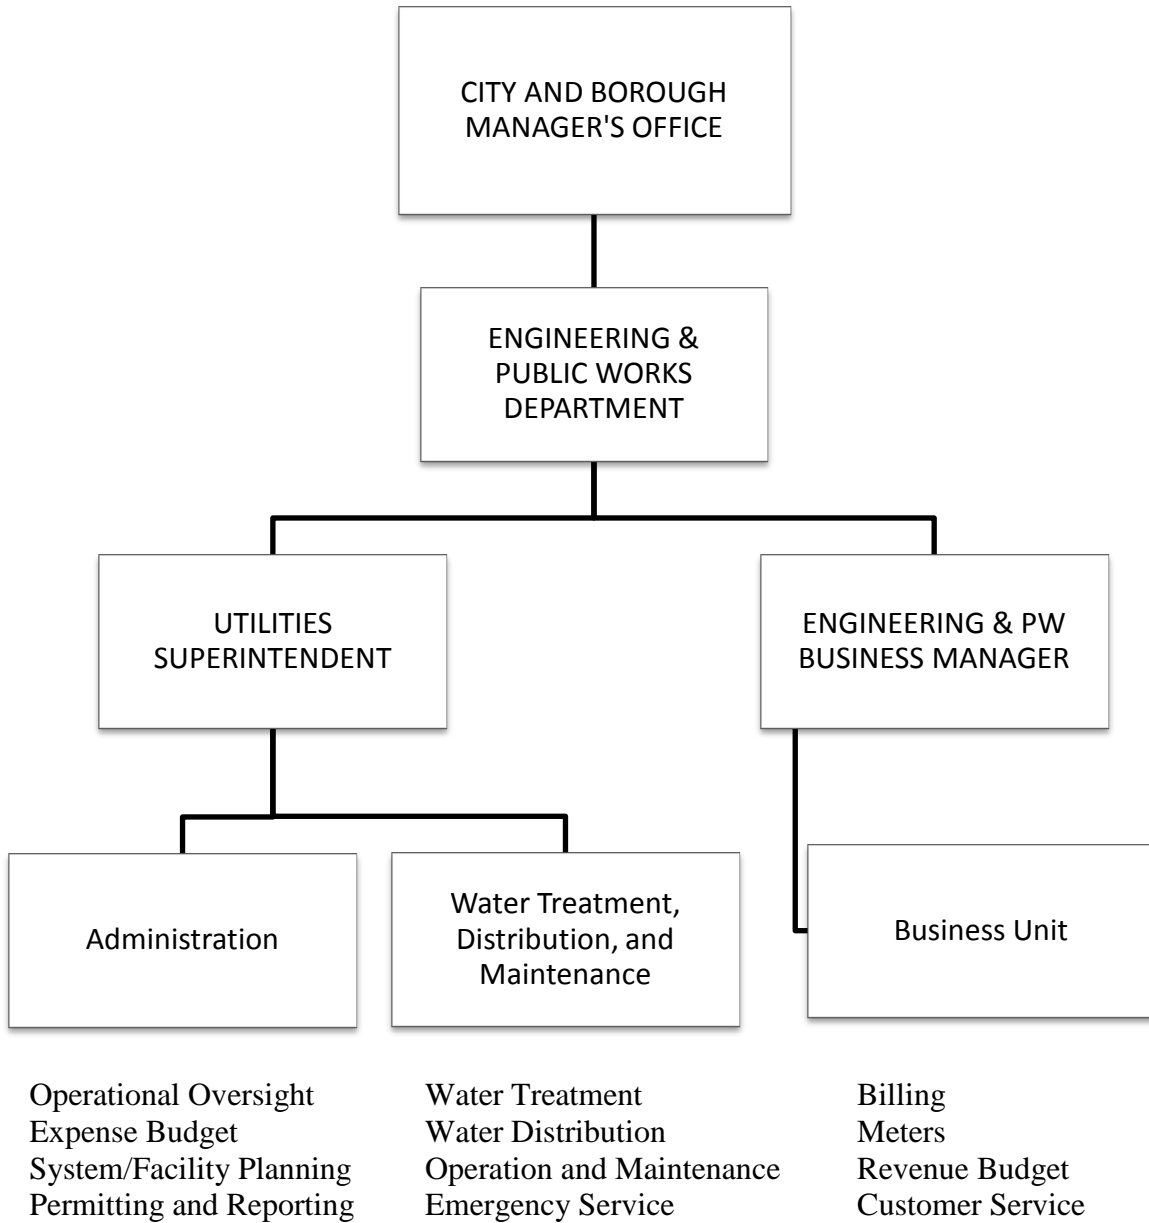 CITY AND BOROUGH
MANAGER'S OFFICE
ENGINEERING &
PUBLIC WORKS
DEPARTMENT
UTILITIES
SUPERINTENDENT
ENGINEERING & PW
BUSINESS MANAGER
Administration
Water Treatment,
Distribution, and
Maintenance
Business Unit
Operational Oversight
Expense Budget
System/Facility Planning
Permitting and Reporting
Water Treatment
Water Distribution
Operation and Maintenance
Emergency Service
Billing
Meters
Revenue Budget
Customer Service